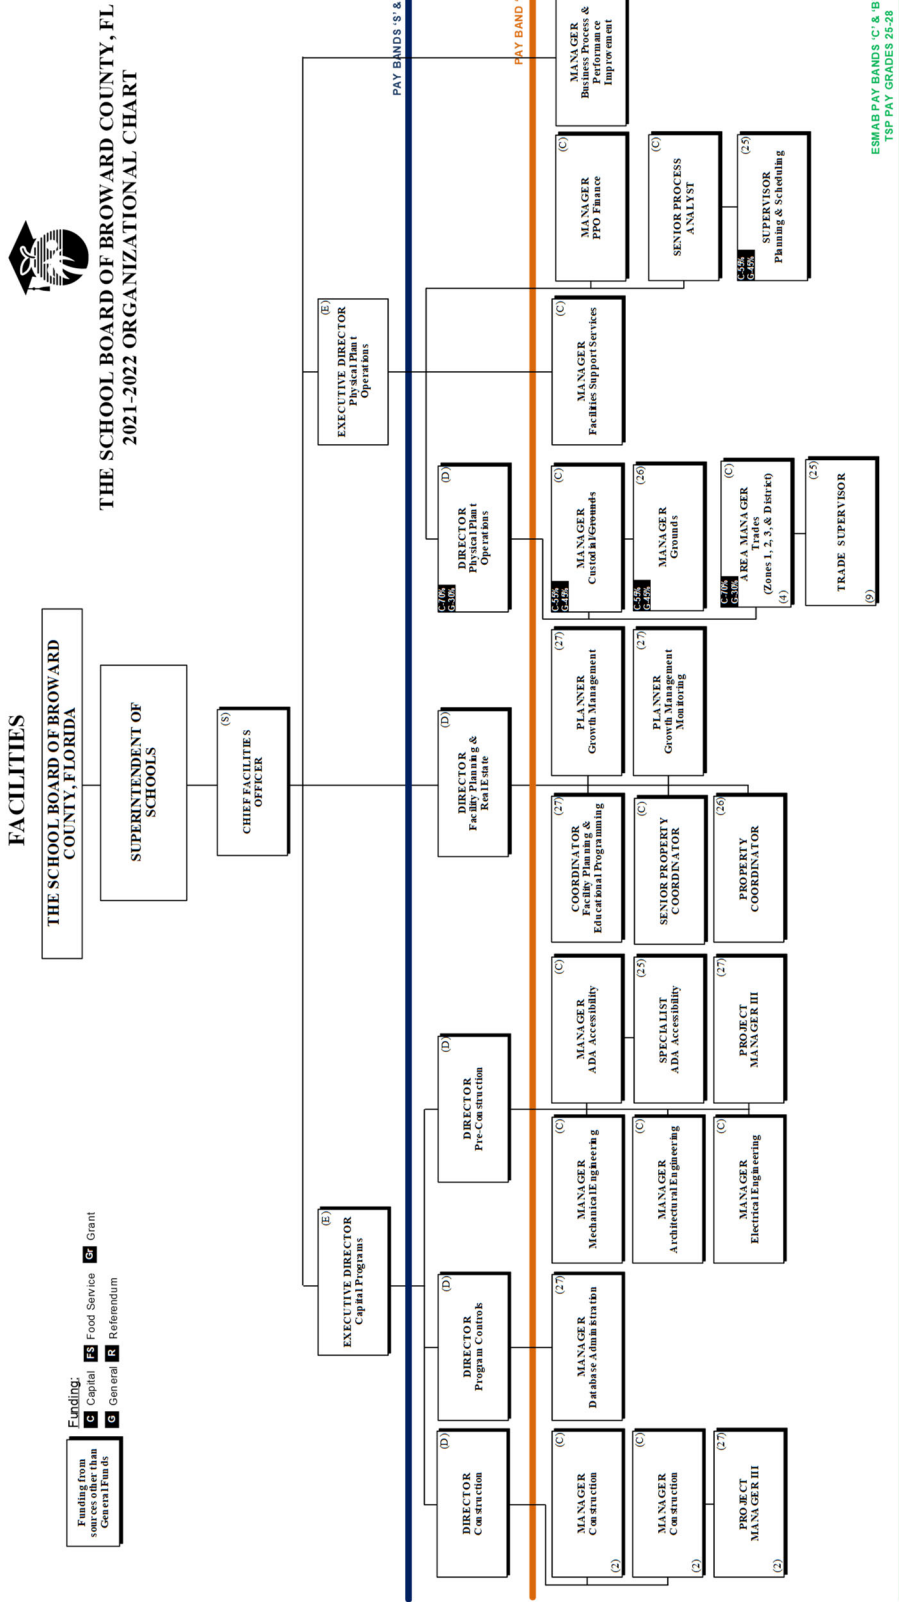 FACILITIES
THE SCHOOL BOARD OF BROWARD COUNTY, FL
2021-2022 ORGANIZATIONAL CHART
Funding from
sources other than
General Funds
Funding:
C Capital FS Food Service Gr Grant
G General R Referendum
THE SCHOOL BOARD OF BROWARD
COUNTY, FLORIDA
SUPERINTENDENT OF
SCHOOLS
(S)
CHIEF FACILITIES
OFFICER
(E)
EXECUTIVE DIRECTOR
Capital Programs
(E)
EXECUTIVE DIRECTOR
Physical Plant
Operations
PAY BANDS 'S' &
(D)
DIRECTOR
Construction
(D)
DIRECTOR
Program Controls
(D)
DIRECTOR
Pre-Construction
(D)
DIRECTOR
Facility Planning &
Real Estate
(D)
DIRECTOR
Physical Plant
Operations
C-70%
G-30%
PAY BAND '
(C)
MANAGER
Construction
(2)
(27)
MANAGER
Database Administration
(C)
MANAGER
Mechanical Engineering
(C)
MANAGER
ADA Accessibility
(27)
COORDINATOR
Facility Planning &
Educational Programming
(27)
PLANNER
Growth Management
(C)
MANAGER
Custodial/Grounds
C-55%
G-45%
(C)
MANAGER
Facilities Support Services
(C)
MANAGER
PPO Finance
MANAGER
Business Process &
Performance
Improvement
(C)
MANAGER
Construction
(2)
(C)
MANAGER
Architectural Engineering
(25)
SPECIALIST
ADA Accessibility
(C)
SENIOR PROPERTY
COORDINATOR
(27)
PLANNER
Growth Management
Monitoring
(26)
MANAGER
Grounds
C-55%
G-45%
(C)
SENIOR PROCESS
ANALYST
(27)
PROJECT
MANAGER III
(2)
(C)
MANAGER
Electrical Engineering
(27)
PROJECT
MANAGER III
(26)
PROPERTY
COORDINATOR
(C)
AREA MANAGER
Trades
(Zones 1, 2, 3, & District)
(4)
C-70%
G-30%
(25)
SUPERVISOR
Planning & Scheduling
C-55%
G-45%
(25)
TRADE SUPERVISOR
(9)
ESMAB PAY BANDS 'C' & 'B
TSP PAY GRADES 25-28